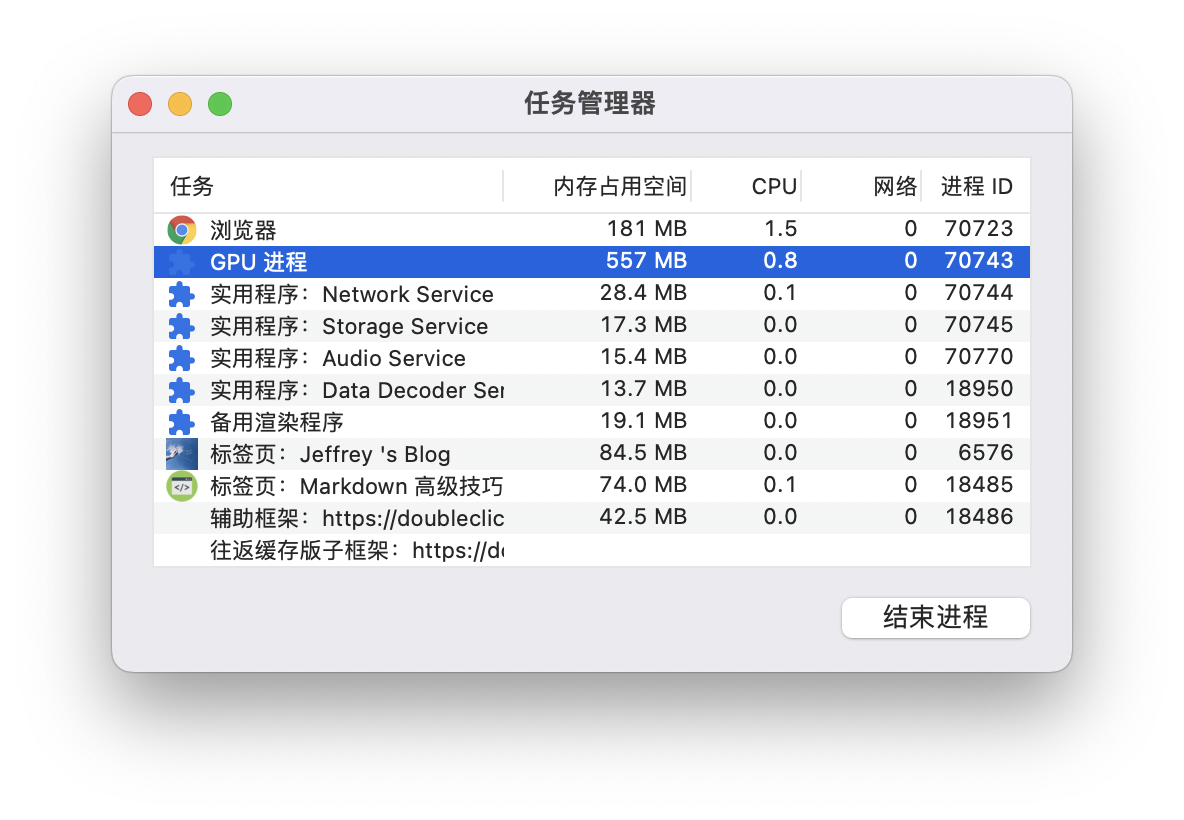 任务管理器
任务 内存占用空间 CPU 网络 进程 ID
浏览器 181 MB 1.5 0 70723
GPU 进程 557 MB 0.8 0 70743
实用程序：Network Service 28.4 MB 0.1 0 70744
实用程序：Storage Service 17.3 MB 0.0 0 70745
实用程序：Audio Service 15.4 MB 0.0 0 70770
实用程序：Data Decoder Ser 13.7 MB 0.0 0 18950
备用渲染程序 19.1 MB 0.0 0 18951
标签页：Jeffrey 's Blog 84.5 MB 0.0 0 6576
标签页：Markdown 高级技巧 74.0 MB 0.1 0 18485
辅助框架：https://doubleclic 42.5 MB 0.0 0 18486
往返缓存版子框架：https://do
结束进程